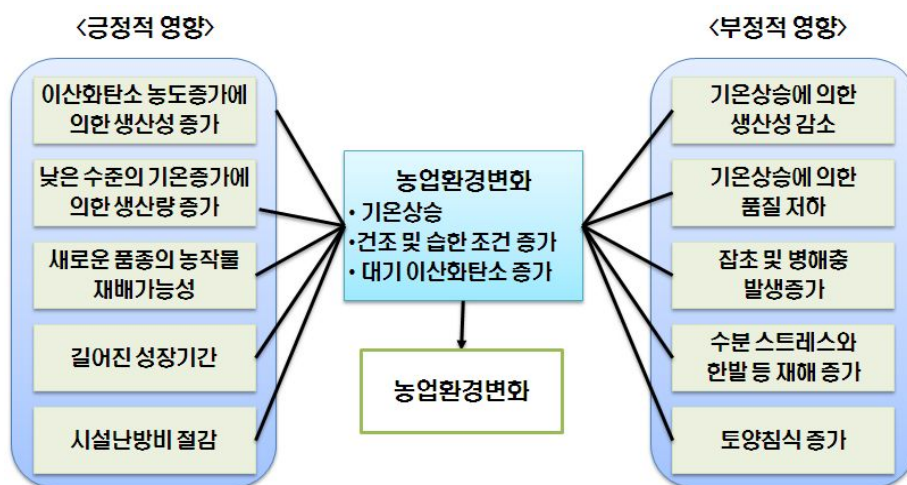 〈긍정적 영향〉
이산화탄소 농도증가에
의한 생산성 증가
낮은 수준의 기온증가에
의한 생산량 증가
새로운 품종의 농작물
재배가능성
길어진 성장기간
시설난방비 절감
농업환경변화
• 기온상승
•건조 및 습한 조건 증가
• 대기 이산화탄소 증가
농업환경변화
〈부정적 영향〉
기온상승에 의한
생산성 감소
기온상승에 의한
품질 저하
잡초 및 병해충
발생증가
수분 스트레스와
한발 등 재해 증가
토양침식 증가